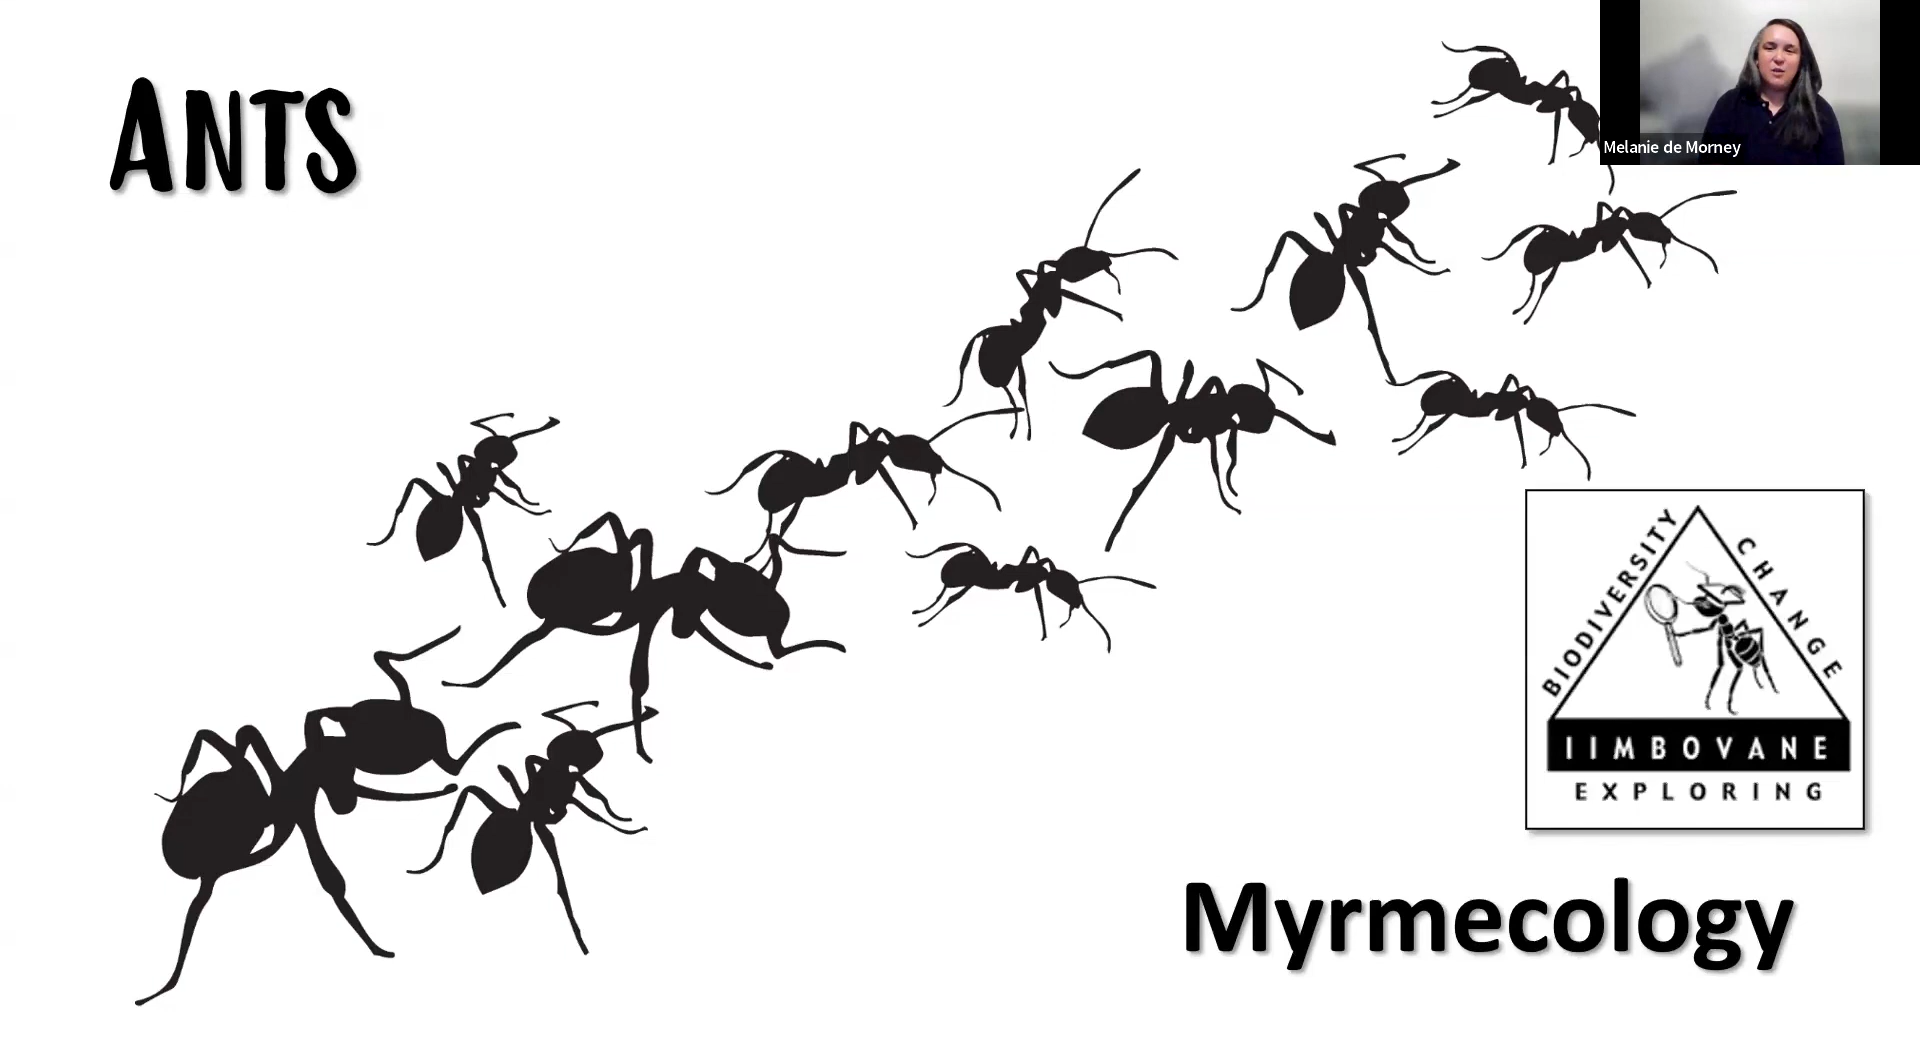 ANTS
Melanie de Morney
BIODIVERSITY
CHANGE
IIMBOVANE
EXPLORING
Myrmecology